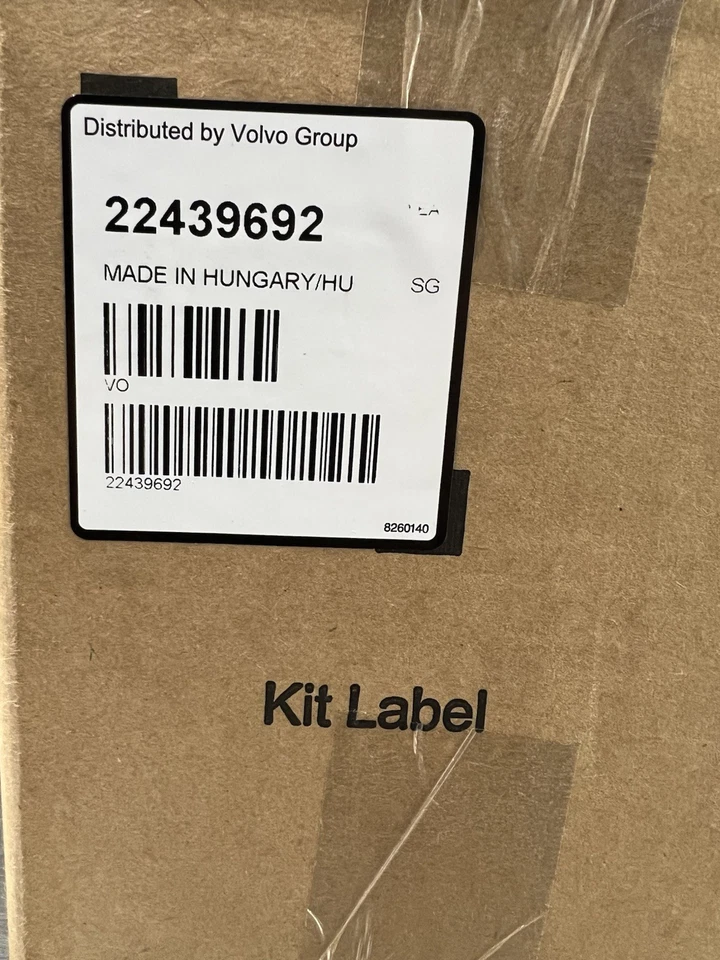 Distributed by Volvo Group
22439692
MADE IN HUNGARY/HU SG
VO
22439692
8260140
Kit Label